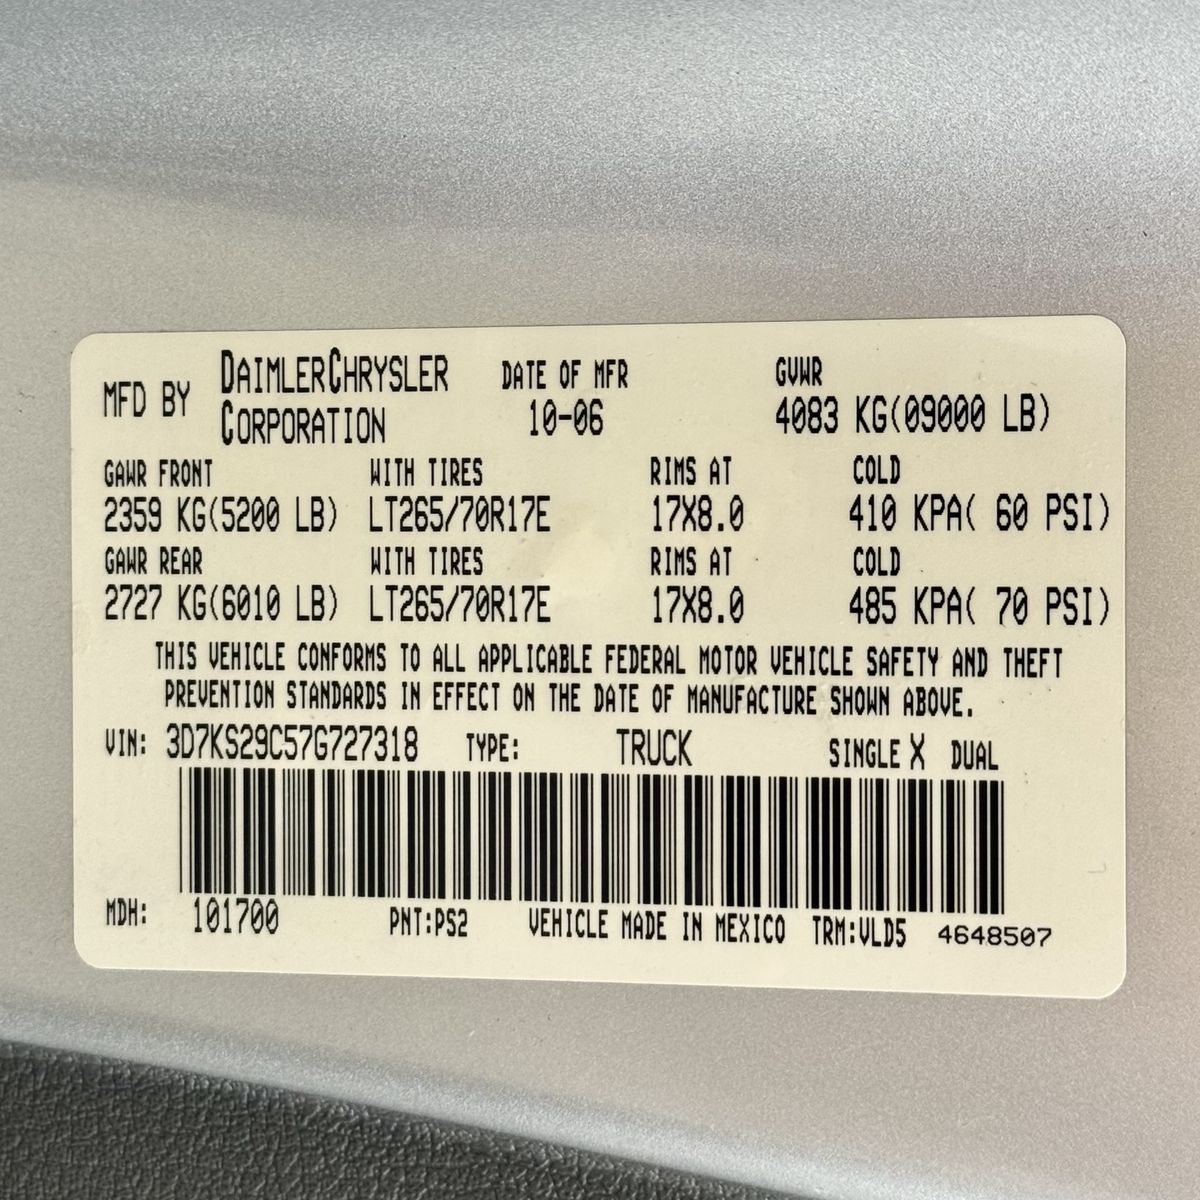 MFD BY DAIMLERCHRYSLER CORPORATION DATE OF MFR 10-06 GVWR 4083 KG(09000 LB)
GAWR FRONT WITH TIRES RIMS AT COLD
2359 KG(5200 LB) LT265/70R17E 17X8.0 410 KPA( 60 PSI)
GAWR REAR WITH TIRES RIMS AT COLD
2727 KG(6010 LB) LT265/70R17E 17X8.0 485 KPA( 70 PSI)
THIS VEHICLE CONFORMS TO ALL APPLICABLE FEDERAL MOTOR VEHICLE SAFETY AND THEFT
PREVENTION STANDARDS IN EFFECT ON THE DATE OF MANUFACTURE SHOWN ABOVE.
VIN: 3D7KS29C57G727318 TYPE: TRUCK SINGLE X DUAL
MDH: 101700 PNT:PS2 VEHICLE MADE IN MEXICO TRM:VLD5 4648507